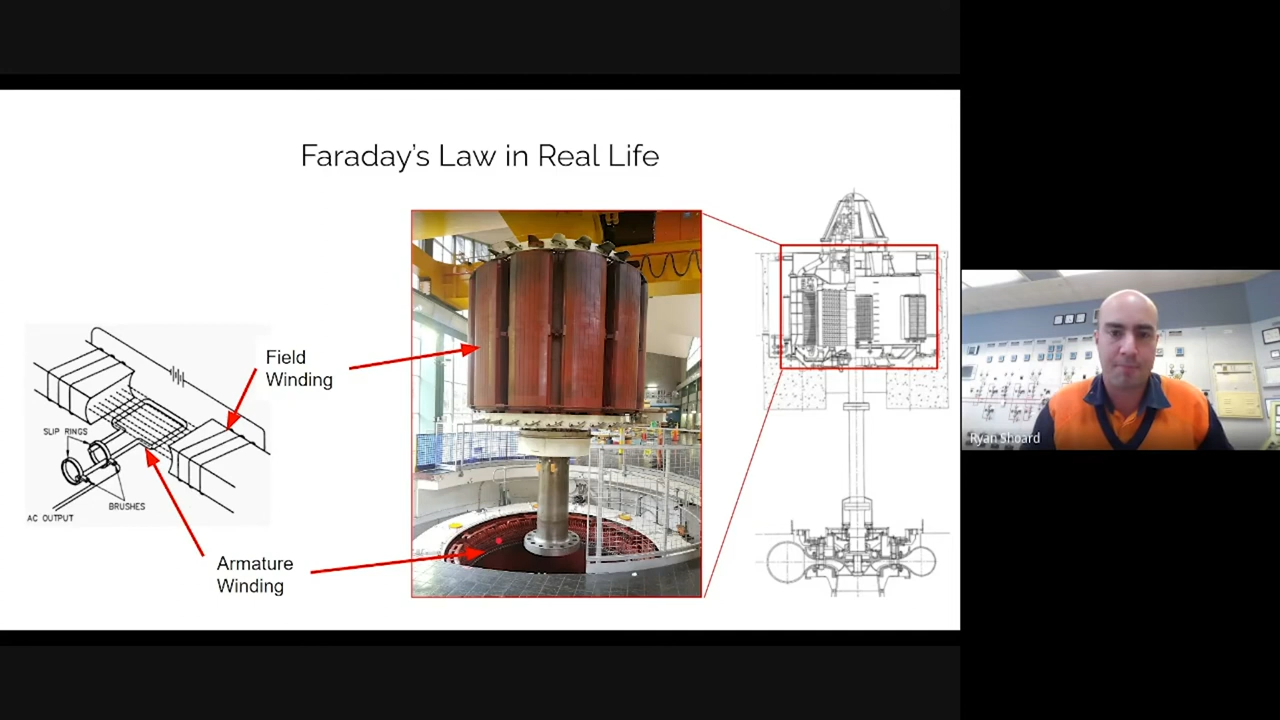 Faraday's Law in Real Life
Field
Winding
SLIP RINGS
BRUSHES
AC OUTPUT
Armature
Winding
Ryan Shoard